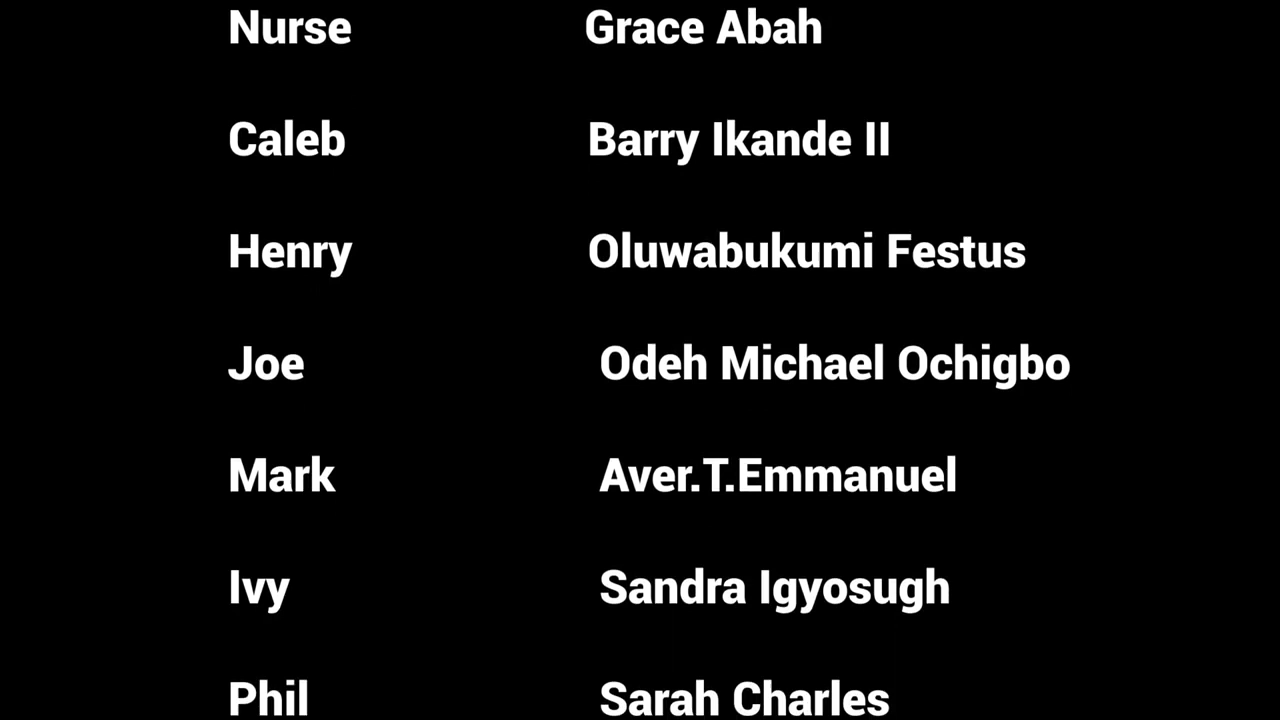 Nurse Grace Abah
Caleb Barry Ikande II
Henry Oluwabukumi Festus
Joe Odeh Michael Ochigbo
Mark Aver.T.Emmanuel
Ivy Sandra Igyosugh
Phil Sarah Charles